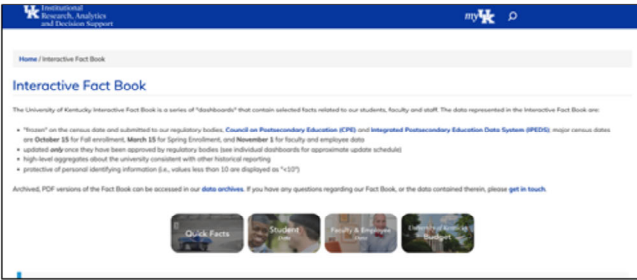 Institutional
Research, Analytics
and Decision Support
myUK
Home / Interactive Fact Book
Interactive Fact Book
The University of Kentucky Interactive Fact Book is a series of "dashboards" that contain selected facts related to our students, faculty and staff. The data represented in the Interactive Fact Book are:
• "frozen" on the census date and submitted to our regulatory bodies, Council on Postsecondary Education (CPE) and Integrated Postsecondary Education Data System (IPEDS); major census dates
are October 15 for Fall enrollment, March 15 for Spring Enrollment, and November 1 for faculty and employee data
• updated only once they have been approved by regulatory bodies (see individual dashboards for approximate update schedule)
• high-level aggregates about the university consistent with other historical reporting
• protective of personal identifying information (i.e., values less than 10 are displayed as "<10")
Archived, PDF versions of the Fact Book can be accessed in our data archives. If you have any questions regarding our Fact Book, or the data contained therein, please get in touch.
Quick Facts
Student
Faculty & Employee
University of Kentucky
Budget